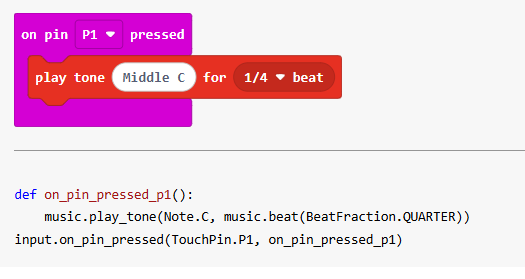 on pin P1 pressed
play tone Middle C for 1/4 beat
def on_pin_pressed_p1():
    music.play_tone(Note.C, music.beat(BeatFraction.QUARTER))
input.on_pin_pressed(TouchPin.P1, on_pin_pressed_p1)